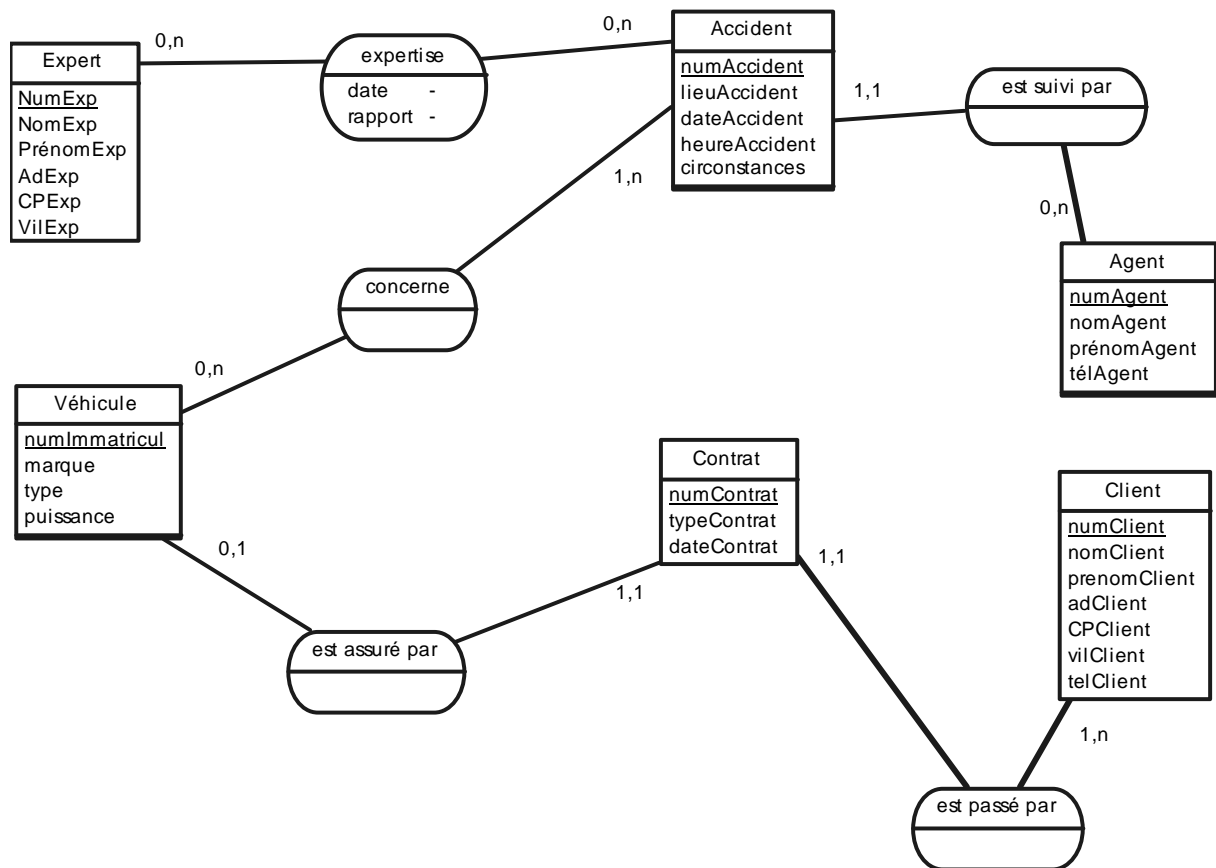 0,n
Expert
NumExp
NomExp
PrénomExp
AdExp
CPExp
VilExp
expertise
date -
rapport -
0,n
Accident
numAccident
lieuAccident
dateAccident
heureAccident
circonstances
1,1
est suivi par
0,n
Agent
numAgent
nomAgent
prénomAgent
télAgent
1,n
concerne
0,n
Véhicule
numImmatricul
marque
type
puissance
0,1
est assuré par
1,1
Contrat
numContrat
typeContrat
dateContrat
1,1
Client
numClient
nomClient
prenomClient
adClient
CPClient
vilClient
telClient
1,n
est passé par